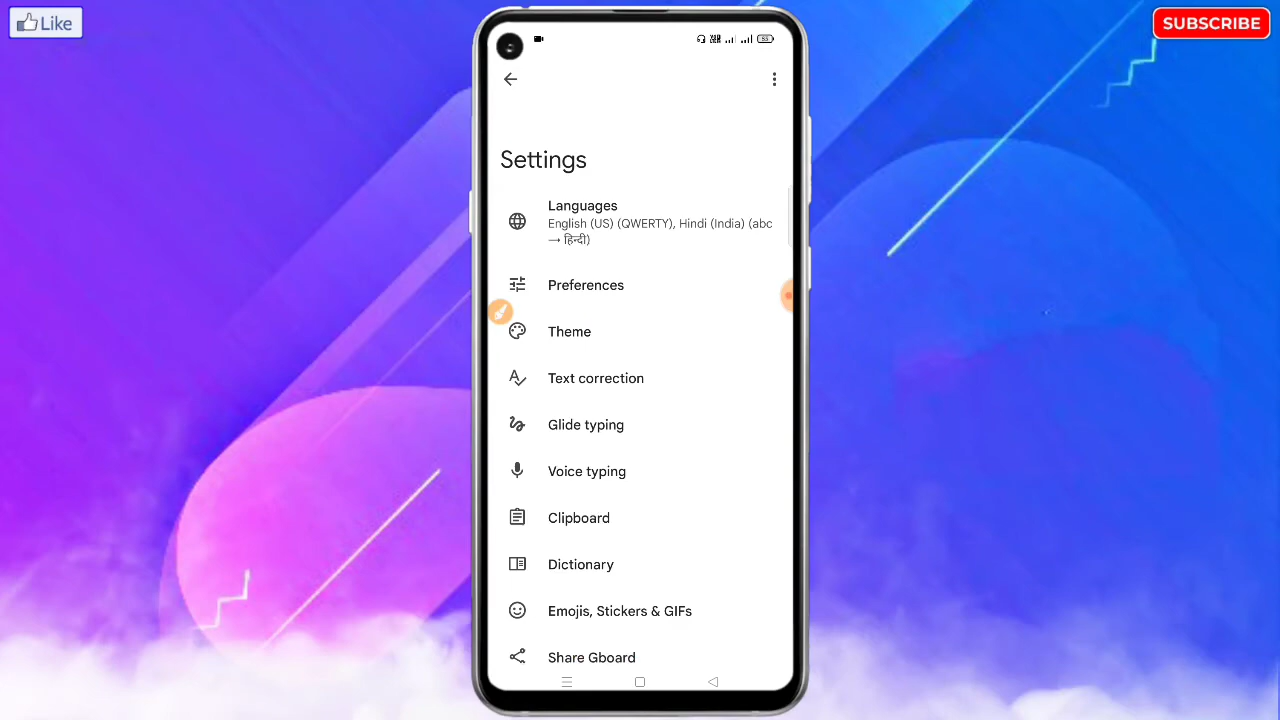 Like
SUBSCRIBE
Settings
Languages
English (US) (QWERTY), Hindi (India) (abc
→ हिन्दी)
Preferences
Theme
Text correction
Glide typing
Voice typing
Clipboard
Dictionary
Emojis, Stickers & GIFs
Share Gboard